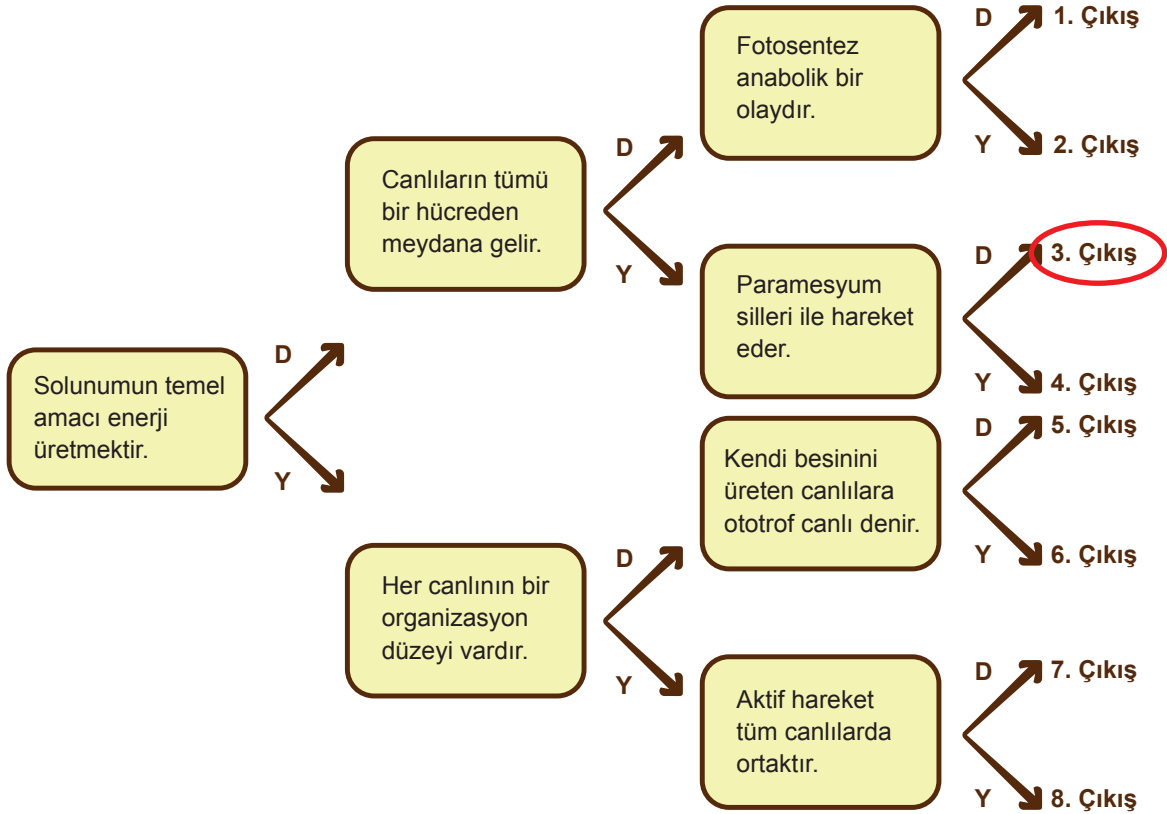 Solunumun temel
amacı enerji
üretmektir.
D
Y
Canlıların tümü
bir hücreden
meydana gelir.
D
Y
Her canlının bir
organizasyon
düzeyi vardır.
D
Y
Fotosentez
anabolik bir
olaydır.
D
1. Çıkış
Y
2. Çıkış
Paramesyum
silleri ile hareket
eder.
D
3. Çıkış
Y
4. Çıkış
Kendi besinini
üreten canlılara
ototrof canlı denir.
D
5. Çıkış
Y
6. Çıkış
Aktif hareket
tüm canlılarda
ortaktır.
D
7. Çıkış
Y
8. Çıkış